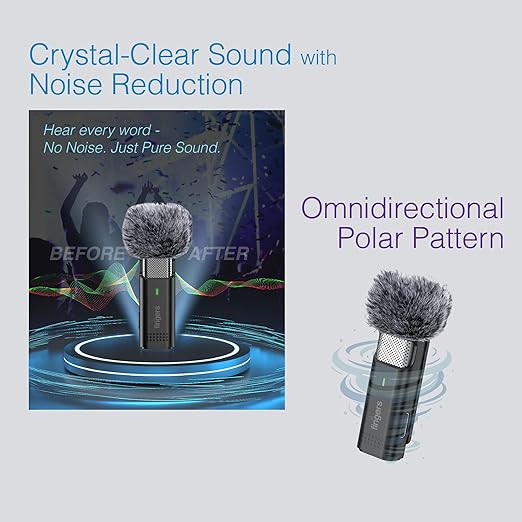 Crystal-Clear Sound with
Noise Reduction
Hear every word -
No Noise. Just Pure Sound.
BEFORE AFTER
fingers
Omnidirectional
Polar Pattern
fingers